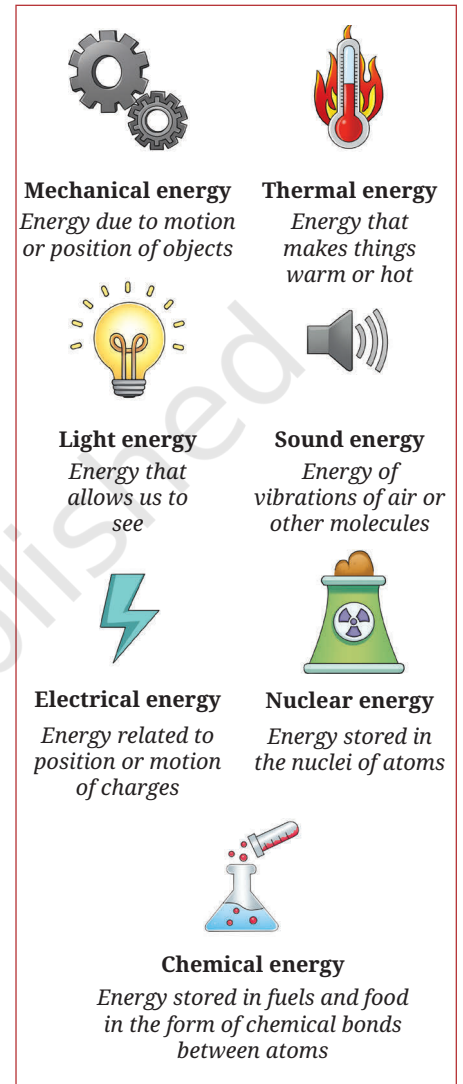 Mechanical energy
Energy due to motion
or position of objects
Thermal energy
Energy that
makes things
warm or hot
Light energy
Energy that
allows us to
see
Sound energy
Energy of
vibrations of air or
other molecules
Electrical energy
Energy related to
position or motion
of charges
Nuclear energy
Energy stored in
the nuclei of atoms
Chemical energy
Energy stored in fuels and food
in the form of chemical bonds
between atoms